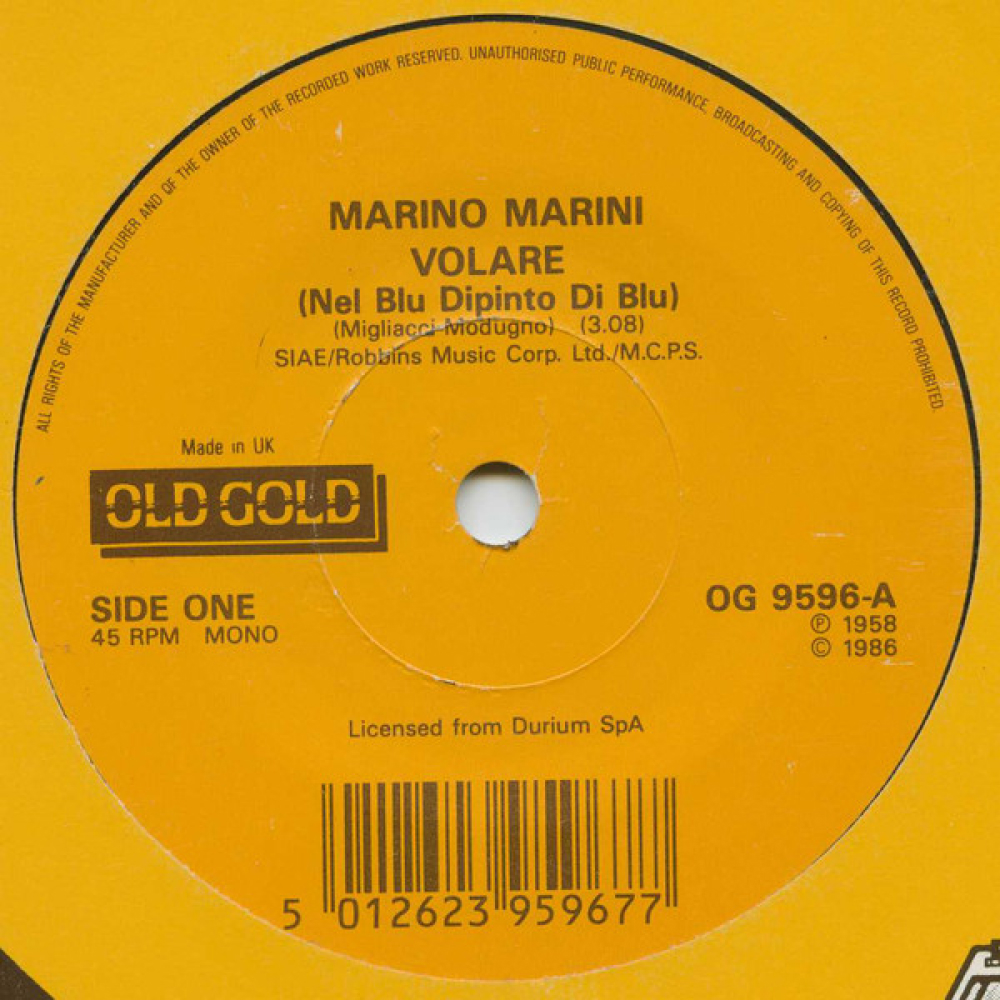 ALL RIGHTS OF THE MANUFACTURER AND OF THE OWNER OF THE RECORDED WORK RESERVED. UNAUTHORISED PUBLIC PERFORMANCE, BROADCASTING AND COPYING OF THIS RECORD PROHIBITED.
MARINO MARINI
VOLARE
(Nel Blu Dipinto Di Blu)
(Migliacci-Modugno) (3.08)
SIAE/Robbins Music Corp. Ltd./M.C.P.S.
Made in UK
OLD GOLD
SIDE ONE
45 RPM MONO
OG 9596-A
℗ 1958
© 1986
Licensed from Durium SpA
5 012623 959677